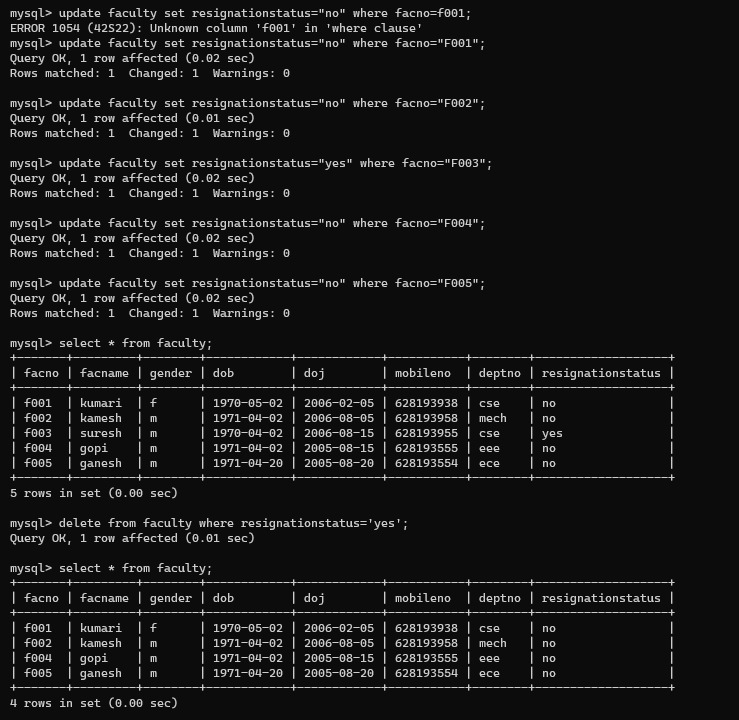 mysql> update faculty set resignationstatus="no" where facno=f001;
ERROR 1054 (42S22): Unknown column 'f001' in 'where clause'
mysql> update faculty set resignationstatus="no" where facno="F001";
Query OK, 1 row affected (0.02 sec)
Rows matched: 1  Changed: 1  Warnings: 0

mysql> update faculty set resignationstatus="no" where facno="F002";
Query OK, 1 row affected (0.01 sec)
Rows matched: 1  Changed: 1  Warnings: 0

mysql> update faculty set resignationstatus="yes" where facno="F003";
Query OK, 1 row affected (0.02 sec)
Rows matched: 1  Changed: 1  Warnings: 0

mysql> update faculty set resignationstatus="no" where facno="F004";
Query OK, 1 row affected (0.02 sec)
Rows matched: 1  Changed: 1  Warnings: 0

mysql> update faculty set resignationstatus="no" where facno="F005";
Query OK, 1 row affected (0.02 sec)
Rows matched: 1  Changed: 1  Warnings: 0

mysql> select * from faculty;
+-------+---------+--------+------------+------------+-----------+--------+-------------------+
| facno | facname | gender | dob        | doj        | mobileno  | deptno | resignationstatus |
+-------+---------+--------+------------+------------+-----------+--------+-------------------+
| f001  | kumari  | f      | 1970-05-02 | 2006-02-05 | 628193938 | cse    | no                |
| f002  | kamesh  | m      | 1971-04-02 | 2006-08-05 | 628193958 | mech   | no                |
| f003  | suresh  | m      | 1970-04-02 | 2006-08-15 | 628193955 | cse    | yes               |
| f004  | gopi    | m      | 1971-04-02 | 2005-08-15 | 628193555 | eee    | no                |
| f005  | ganesh  | m      | 1971-04-20 | 2005-08-20 | 628193554 | ece    | no                |
+-------+---------+--------+------------+------------+-----------+--------+-------------------+
5 rows in set (0.00 sec)

mysql> delete from faculty where resignationstatus='yes';
Query OK, 1 row affected (0.01 sec)

mysql> select * from faculty;
+-------+---------+--------+------------+------------+-----------+--------+-------------------+
| facno | facname | gender | dob        | doj        | mobileno  | deptno | resignationstatus |
+-------+---------+--------+------------+------------+-----------+--------+-------------------+
| f001  | kumari  | f      | 1970-05-02 | 2006-02-05 | 628193938 | cse    | no                |
| f002  | kamesh  | m      | 1971-04-02 | 2006-08-05 | 628193958 | mech   | no                |
| f004  | gopi    | m      | 1971-04-02 | 2005-08-15 | 628193555 | eee    | no                |
| f005  | ganesh  | m      | 1971-04-20 | 2005-08-20 | 628193554 | ece    | no                |
+-------+---------+--------+------------+------------+-----------+--------+-------------------+
4 rows in set (0.00 sec)